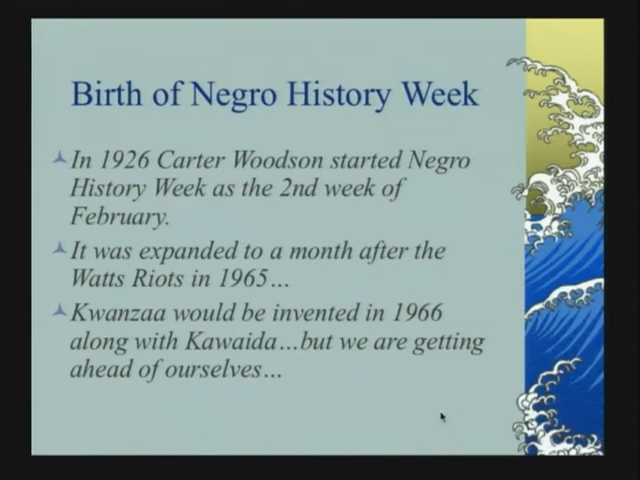 Birth of Negro History Week
In 1926 Carter Woodson started Negro
History Week as the 2nd week of
February.
It was expanded to a month after the
Watts Riots in 1965…
Kwanzaa would be invented in 1966
along with Kawaida…but we are getting
ahead of ourselves…